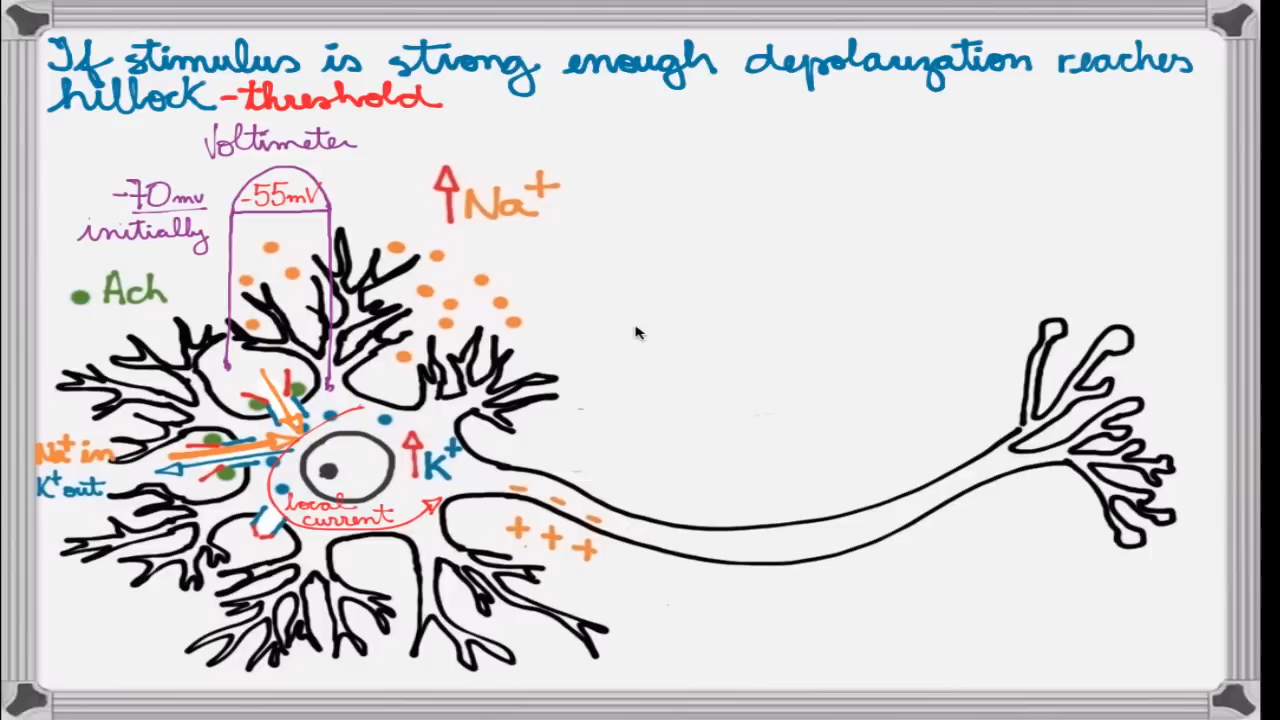 If stimulus is strong enough depolarization reaches
hillock - threshold
Voltimeter
-70mv
initially
-55mV
↑Na+
Ach
Na+ in
K+ out
↑K+
local
current
- - -
+ + +